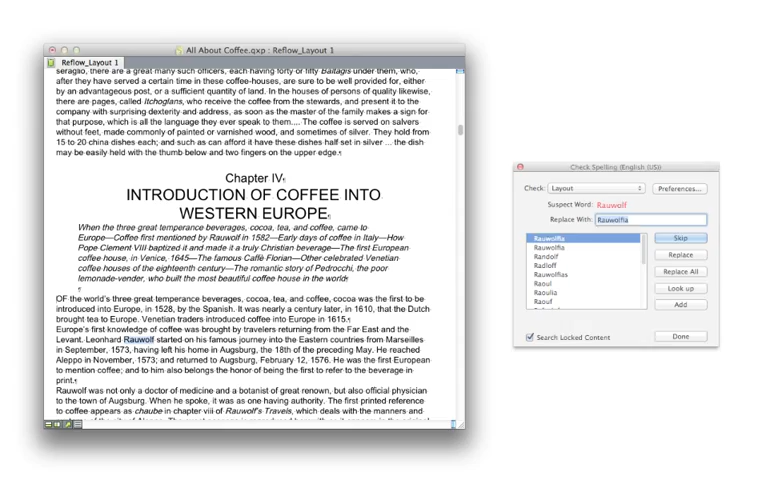 All About Coffee.qxp : Reflow_Layout 1
Reflow_Layout 1
seraglio, there are a great many such officers, each having forty or fifty Baltagis under them, who,
after they have served a certain time in these coffee-houses, are sure to be well provided for, either
by an advantageous post, or a sufficient quantity of land. In the houses of persons of quality likewise,
there are pages, called Itchoglans, who receive the coffee from the stewards, and present it to the
company with surprising dexterity and address, as soon as the master of the family makes a sign for
that purpose, which is all the language they ever speak to them.... The coffee is served on salvers
without feet, made commonly of painted or varnished wood, and sometimes of silver. They hold from
15 to 20 china dishes each; and such as can afford it have these dishes half set in silver ... the dish
may be easily held with the thumb below and two fingers on the upper edge.¶
Chapter IV¶
INTRODUCTION OF COFFEE INTO
WESTERN EUROPE¶
When the three great temperance beverages, cocoa, tea, and coffee, came to
Europe—Coffee first mentioned by Rauwolf in 1582—Early days of coffee in Italy—How
Pope Clement VIII baptized it and made it a truly Christian beverage—The first European
coffee house, in Venice, 1645—The famous Caffè Florian—Other celebrated Venetian
coffee houses of the eighteenth century—The romantic story of Pedrocchi, the poor
lemonade-vender, who built the most beautiful coffee house in the world¶
¶
OF the world's three great temperance beverages, cocoa, tea, and coffee, cocoa was the first to be
introduced into Europe, in 1528, by the Spanish. It was nearly a century later, in 1610, that the Dutch
brought tea to Europe. Venetian traders introduced coffee into Europe in 1615.¶
Europe's first knowledge of coffee was brought by travelers returning from the Far East and the
Levant. Leonhard Rauwolf started on his famous journey into the Eastern countries from Marseilles
in September, 1573, having left his home in Augsburg, the 18th of the preceding May. He reached
Aleppo in November, 1573; and returned to Augsburg, February 12, 1576. He was the first European
to mention coffee; and to him also belongs the honor of being the first to refer to the beverage in
print.¶
Rauwolf was not only a doctor of medicine and a botanist of great renown, but also official physician
to the town of Augsburg. When he spoke, it was as one having authority. The first printed reference
to coffee appears as chaube in chapter viii of Rauwolf's Travels, which deals with the manners and
Check Spelling (English (US))
Check: Layout
Preferences...
Suspect Word: Rauwolf
Replace With: Rauwolfia
Rauwolfia
Rauwolfia
Randolf
Radloff
Rauwolfias
Raoul
Raoulia
Raouf
Skip
Replace
Replace All
Look up
Add
Search Locked Content
Done